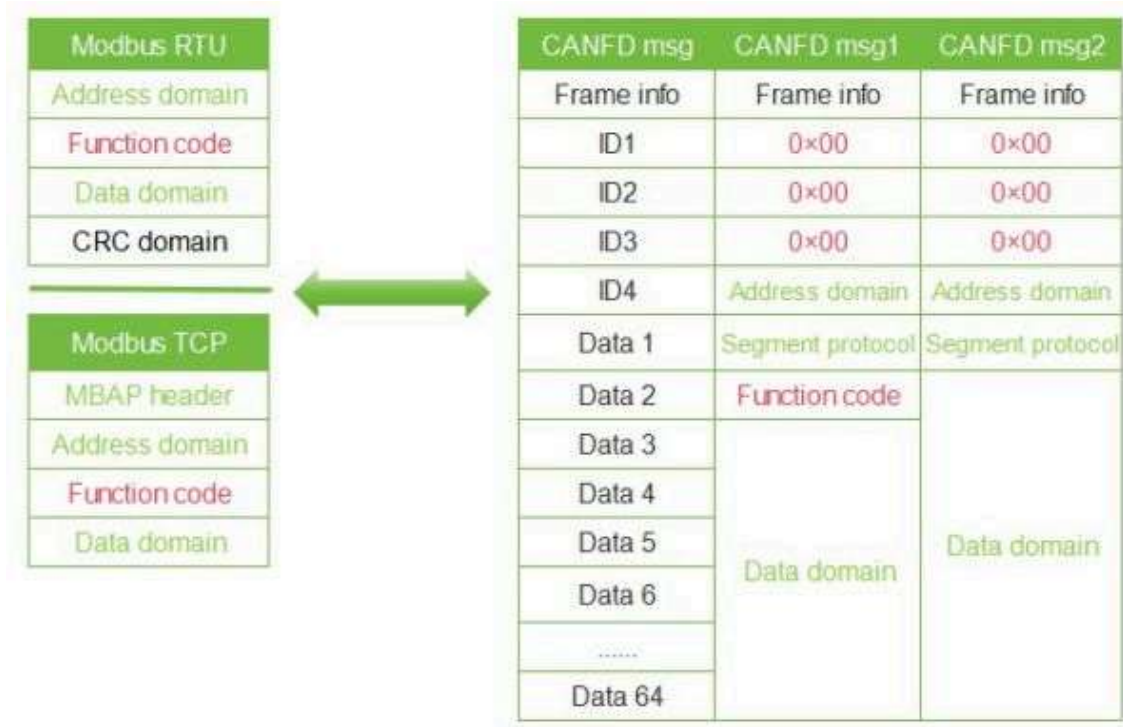 Modbus RTU
Address domain
Function code
Data domain
CRC domain
Modbus TCP
MBAP header
Address domain
Function code
Data domain
CANFD msg CANFD msg1 CANFD msg2
Frame info Frame info Frame info
ID1 0×00 0×00
ID2 0×00 0×00
ID3 0×00 0×00
ID4 Address domain Address domain
Data 1 Segment protocol Segment protocol
Data 2 Function code
Data 3
Data 4
Data 5
Data domain
Data domain
Data 6
......
Data 64